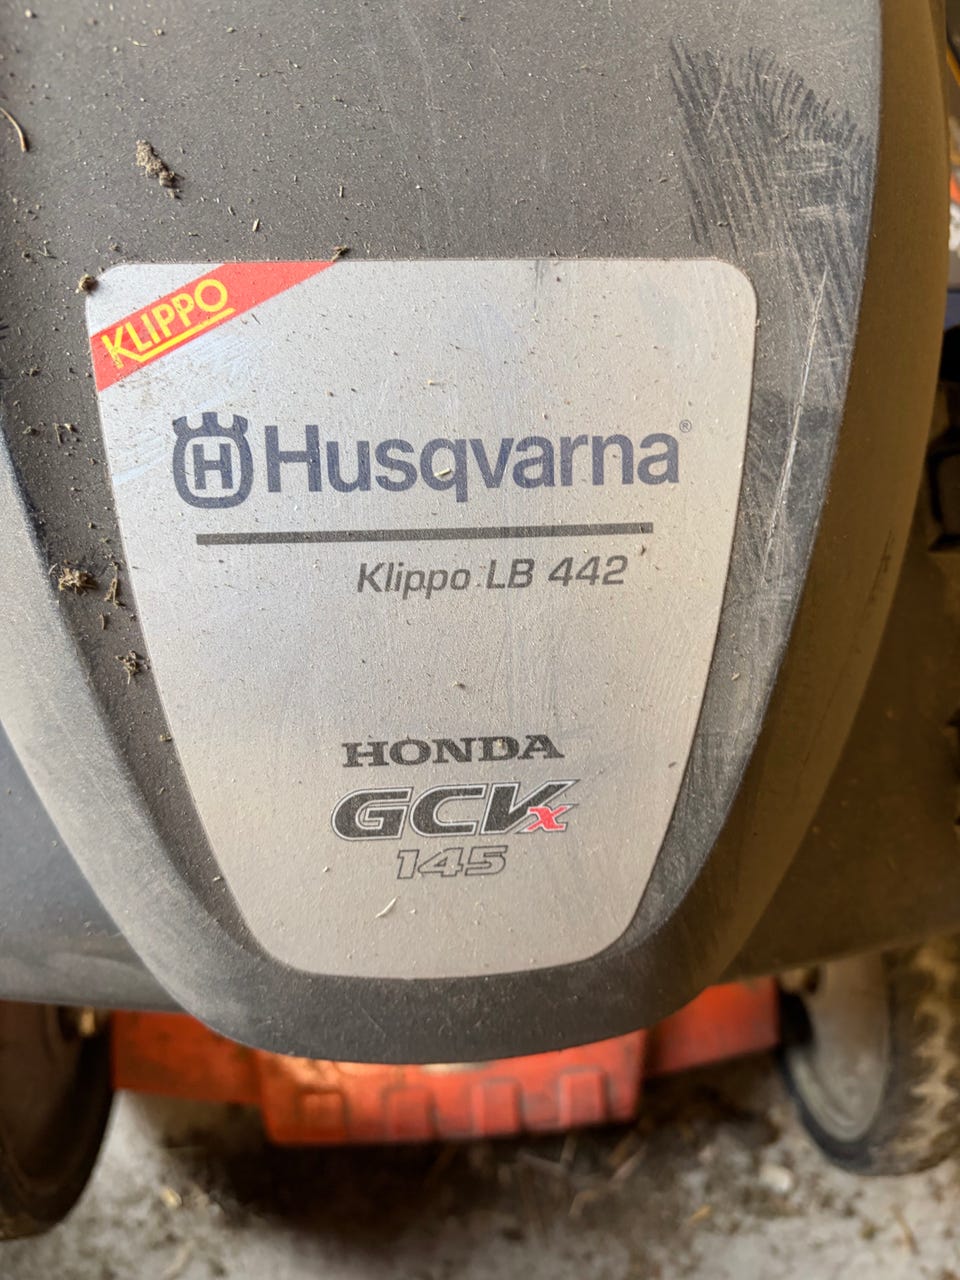 KLIPPO
H Husqvarna®
Klippo LB 442
HONDA
GCVx
145